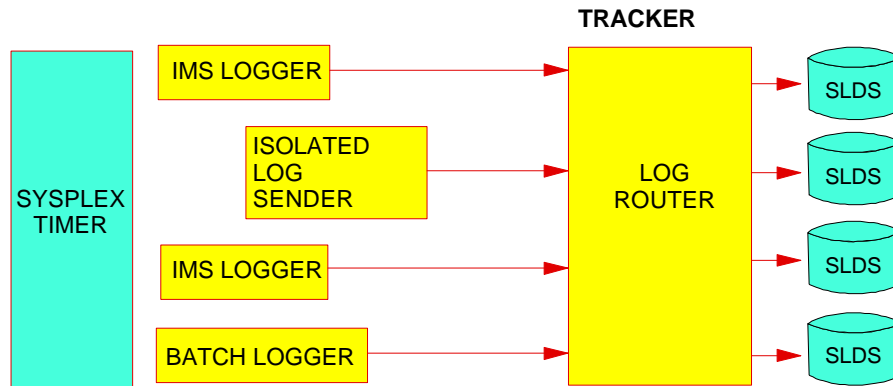 TRACKER
SYSPLEX
TIMER
IMS LOGGER
ISOLATED
LOG
SENDER
IMS LOGGER
BATCH LOGGER
LOG
ROUTER
SLDS
SLDS
SLDS
SLDS